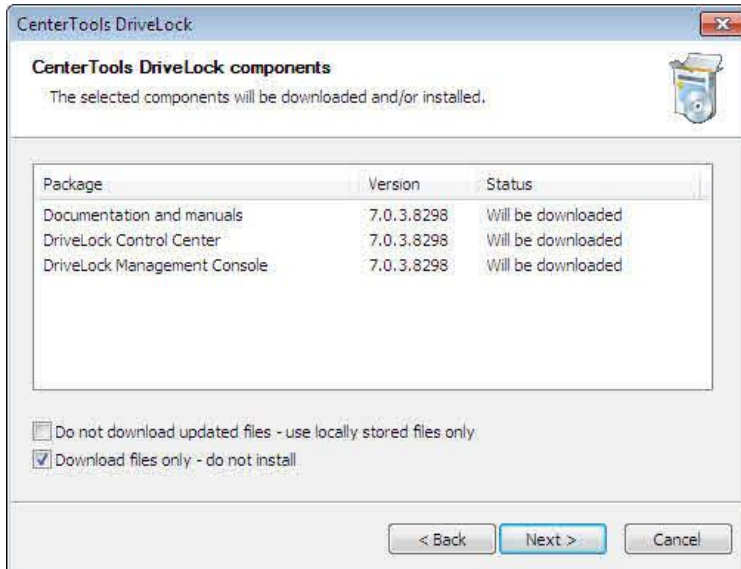 CenterTools DriveLock
CenterTools DriveLock components
The selected components will be downloaded and/or installed.
Package Version Status
Documentation and manuals 7.0.3.8298 Will be downloaded
DriveLock Control Center 7.0.3.8298 Will be downloaded
DriveLock Management Console 7.0.3.8298 Will be downloaded
Do not download updated files - use locally stored files only
Download files only - do not install
< Back Next > Cancel